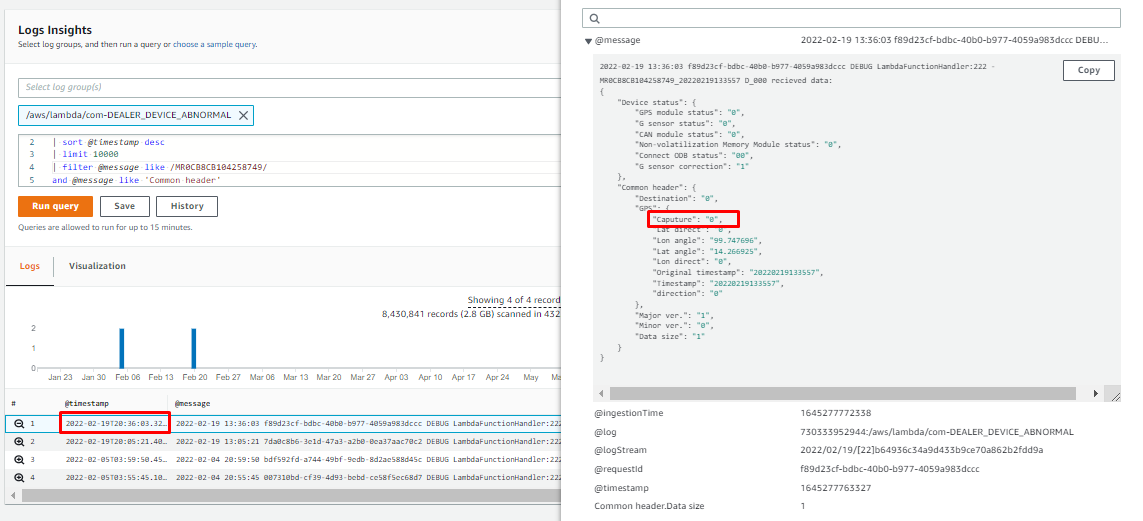 Logs Insights
Select log groups, and then run a query or choose a sample query.
Select log group(s)
/aws/lambda/com-DEALER_DEVICE_ABNORMAL
2 | sort @timestamp desc
3 | limit 10000
4 | filter @message like /MR0CB8CB104258749/
5 and @message like 'Common header'
Run query
Save
History
Queries are allowed to run for up to 15 minutes.
Logs
Visualization
Showing 4 of 4 record
8,430,841 records (2.8 GB) scanned in 432
2
1
0
Jan 23 Jan 30 Feb 06 Feb 13 Feb 20 Feb 27 Mar 06 Mar 13 Mar 20 Mar 27 Apr 03 Apr 10 Apr 17 Apr 24 May May
# @timestamp @message
1 2022-02-19T20:36:03.32... 2022-02-19 13:36:03 f89d23cf-bdbc-40b0-b977-4059a983dccc DEBUG LambdaFunctionHandler:222
2 2022-02-19T20:05:21.40... 2022-02-19 13:05:21 7da0c8b6-3e1d-47a3-a2b0-0ea37aac70c2 DEBUG LambdaFunctionHandler:222
3 2022-02-05T03:59:50.45... 2022-02-04 20:59:50 bdf592fd-a744-49bf-9edb-8d2ae588d45c DEBUG LambdaFunctionHandler:222
4 2022-02-05T03:55:45.10... 2022-02-04 20:55:45 007310bd-cf39-4d93-bebd-ce58f5ec68d7 DEBUG LambdaFunctionHandler:222
@message 2022-02-19 13:36:03 f89d23cf-bdbc-40b0-b977-4059a983dccc DEBU...
Copy
2022-02-19 13:36:03 f89d23cf-bdbc-40b0-b977-4059a983dccc DEBUG LambdaFunctionHandler:222 -
MR0CB8CB104258749_20220219133557 D_000 recieved data:
{
"Device status": {
"GPS module status": "0",
"G sensor status": "0",
"CAN module status": "0",
"Non-volatilization Memory Module status": "0",
"Connect ODB status": "00",
"G sensor correction": "1"
},
"Common header": {
"Destination": "0",
"GPS": {
"Caputure": "0",
"Lat direct": "0",
"Lon angle": "99.747696",
"Lat angle": "14.266925",
"Lon direct": "0",
"Original timestamp": "20220219133557",
"Timestamp": "20220219133557",
"direction": "0"
},
"Major ver.": "1",
"Minor ver.": "0",
"Data size": "1"
}
}
@ingestionTime 1645277772338
@log 730333952944:/aws/lambda/com-DEALER_DEVICE_ABNORMAL
@logStream 2022/02/19/[22]b64936c34a9d433b9ce70a862b2fdd9a
@requestId f89d23cf-bdbc-40b0-b977-4059a983dccc
@timestamp 1645277763327
Common header.Data size 1